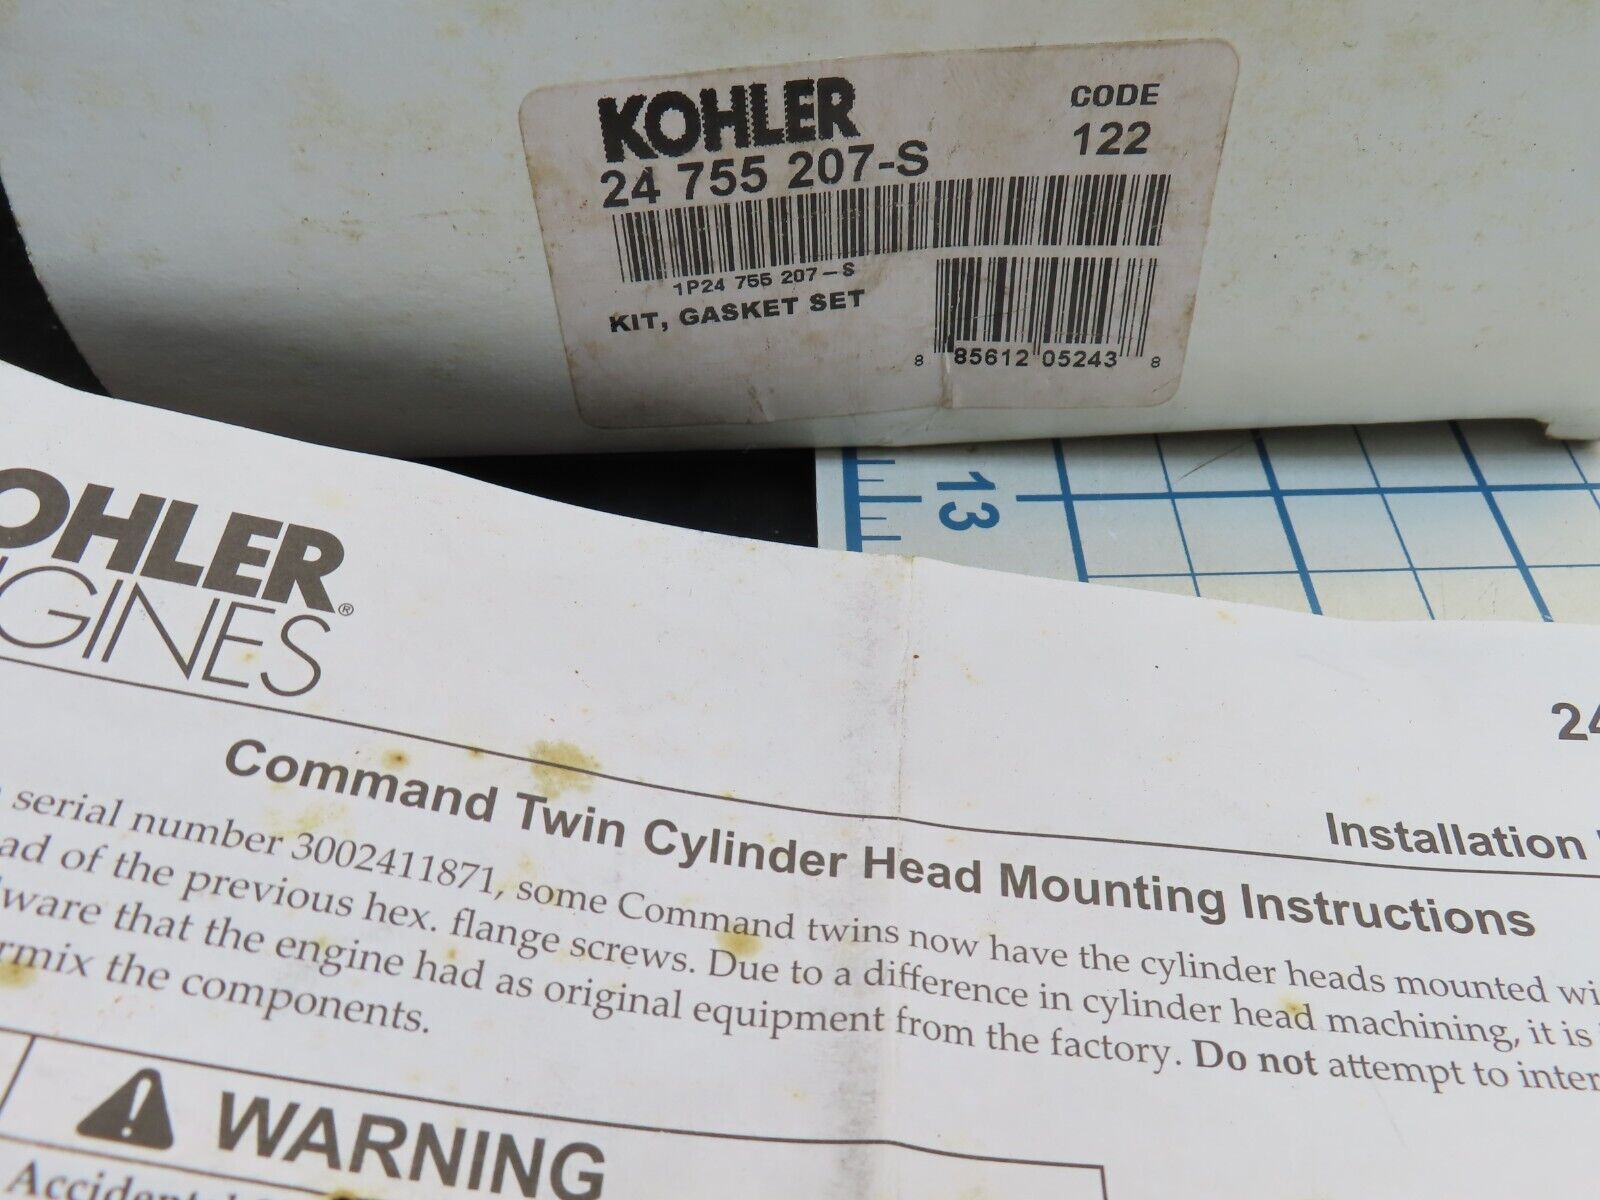 KOHLER
CODE
24 755 207-S
122
1P24 755 207-S
KIT, GASKET SET
8 85612 05243 8
13
OHLER
GINES®
24
Installation
Command Twin Cylinder Head Mounting Instructions
serial number 3002411871, some Command twins now have the cylinder heads mounted wi
ad of the previous hex. flange screws. Due to a difference in cylinder head machining, it is
ware that the engine had as original equipment from the factory. Do not attempt to inter
rmix the components.
WARNING
Accidental